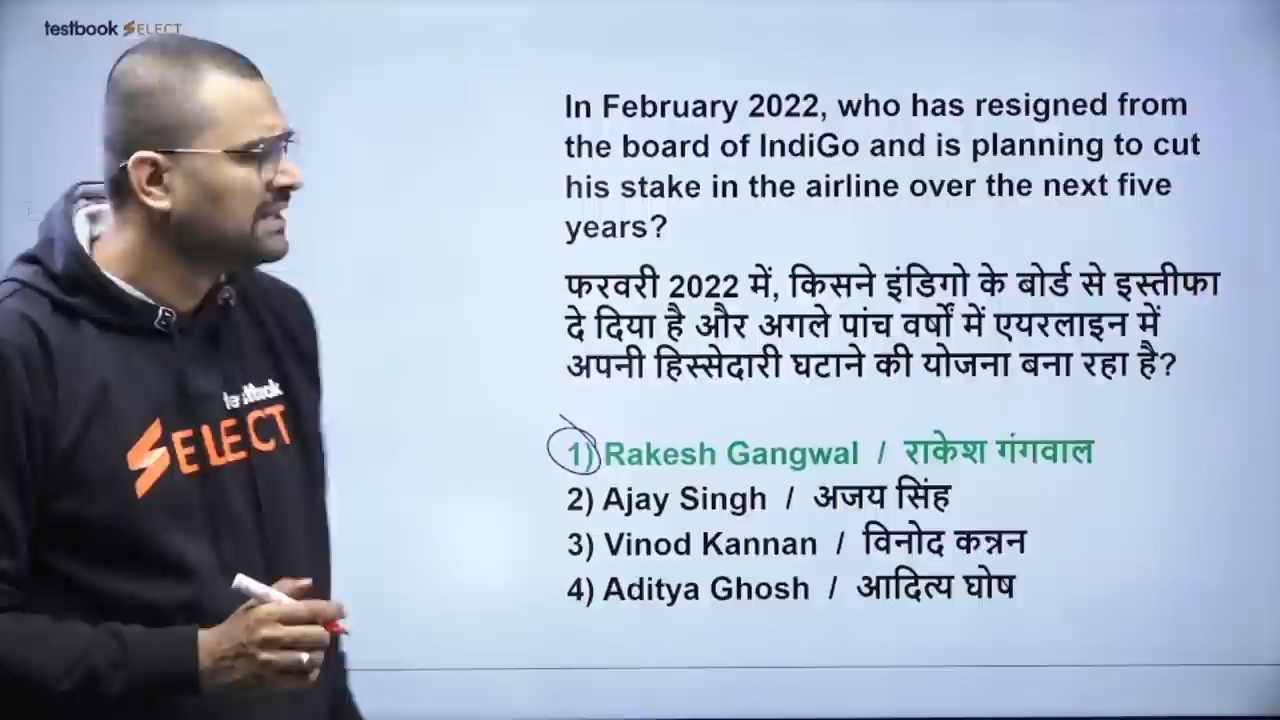 testbook SELECT
In February 2022, who has resigned from
the board of IndiGo and is planning to cut
his stake in the airline over the next five
years?
फरवरी 2022 में, किसने इंडिगो के बोर्ड से इस्तीफा
दे दिया है और अगले पांच वर्षों में एयरलाइन में
अपनी हिस्सेदारी घटाने की योजना बना रहा है?
1) Rakesh Gangwal / राकेश गंगवाल
2) Ajay Singh / अजय सिंह
3) Vinod Kannan / विनोद कन्नन
4) Aditya Ghosh / आदित्य घोष
testbook
SELECT